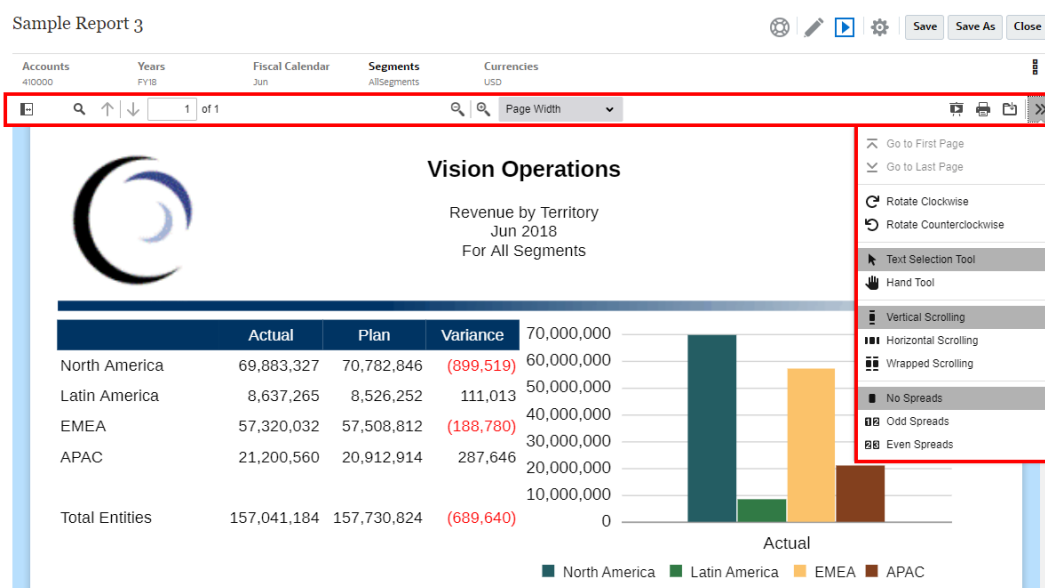 Sample Report 3
Save Save As Close
Accounts Years Fiscal Calendar Segments Currencies
410000 FY18 Jun AllSegments USD
1 of 1 Page Width
Go to First Page
Go to Last Page
Rotate Clockwise
Rotate Counterclockwise
Text Selection Tool
Hand Tool
Vertical Scrolling
Horizontal Scrolling
Wrapped Scrolling
No Spreads
Odd Spreads
Even Spreads
Vision Operations
Revenue by Territory
Jun 2018
For All Segments
Actual Plan Variance
North America 69,883,327 70,782,846 (899,519)
Latin America 8,637,265 8,526,252 111,013
EMEA 57,320,032 57,508,812 (188,780)
APAC 21,200,560 20,912,914 287,646
Total Entities 157,041,184 157,730,824 (689,640)
70,000,000
60,000,000
50,000,000
40,000,000
30,000,000
20,000,000
10,000,000
0
Actual
North America Latin America EMEA APAC